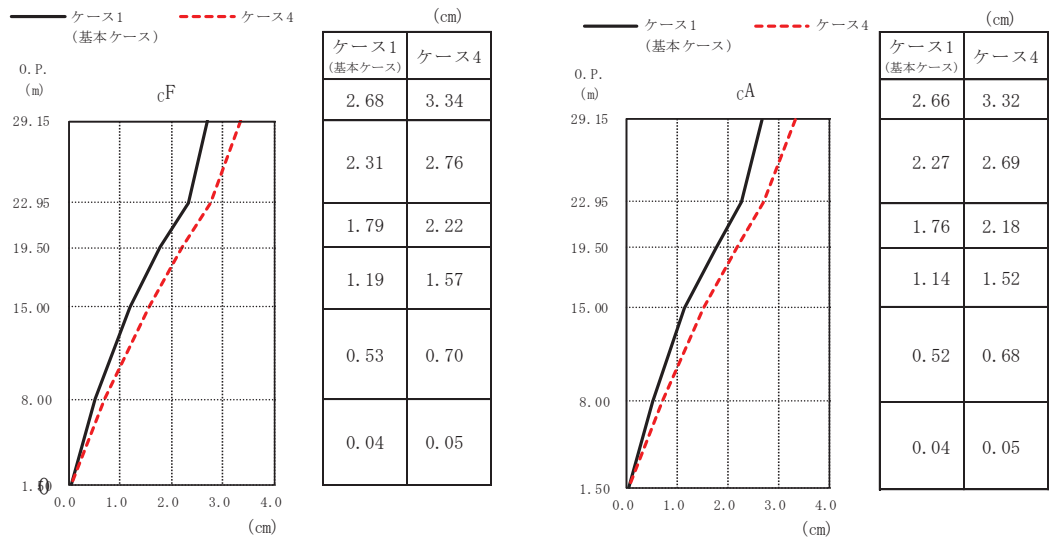 ケース1
(基本ケース)
ケース4
(cm)
O.P.
(m)
CF
29.15
22.95
19.50
15.00
8.00
1.50
0
0.0 1.0 2.0 3.0 4.0
(cm)
ケース1
(基本ケース)
ケース4
2.68 3.34
2.31 2.76
1.79 2.22
1.19 1.57
0.53 0.70
0.04 0.05
ケース1
(基本ケース)
ケース4
(cm)
O.P.
(m)
CA
29.15
22.95
19.50
15.00
8.00
1.50
0.0 1.0 2.0 3.0 4.0
(cm)
ケース1
(基本ケース)
ケース4
2.66 3.32
2.27 2.69
1.76 2.18
1.14 1.52
0.52 0.68
0.04 0.05